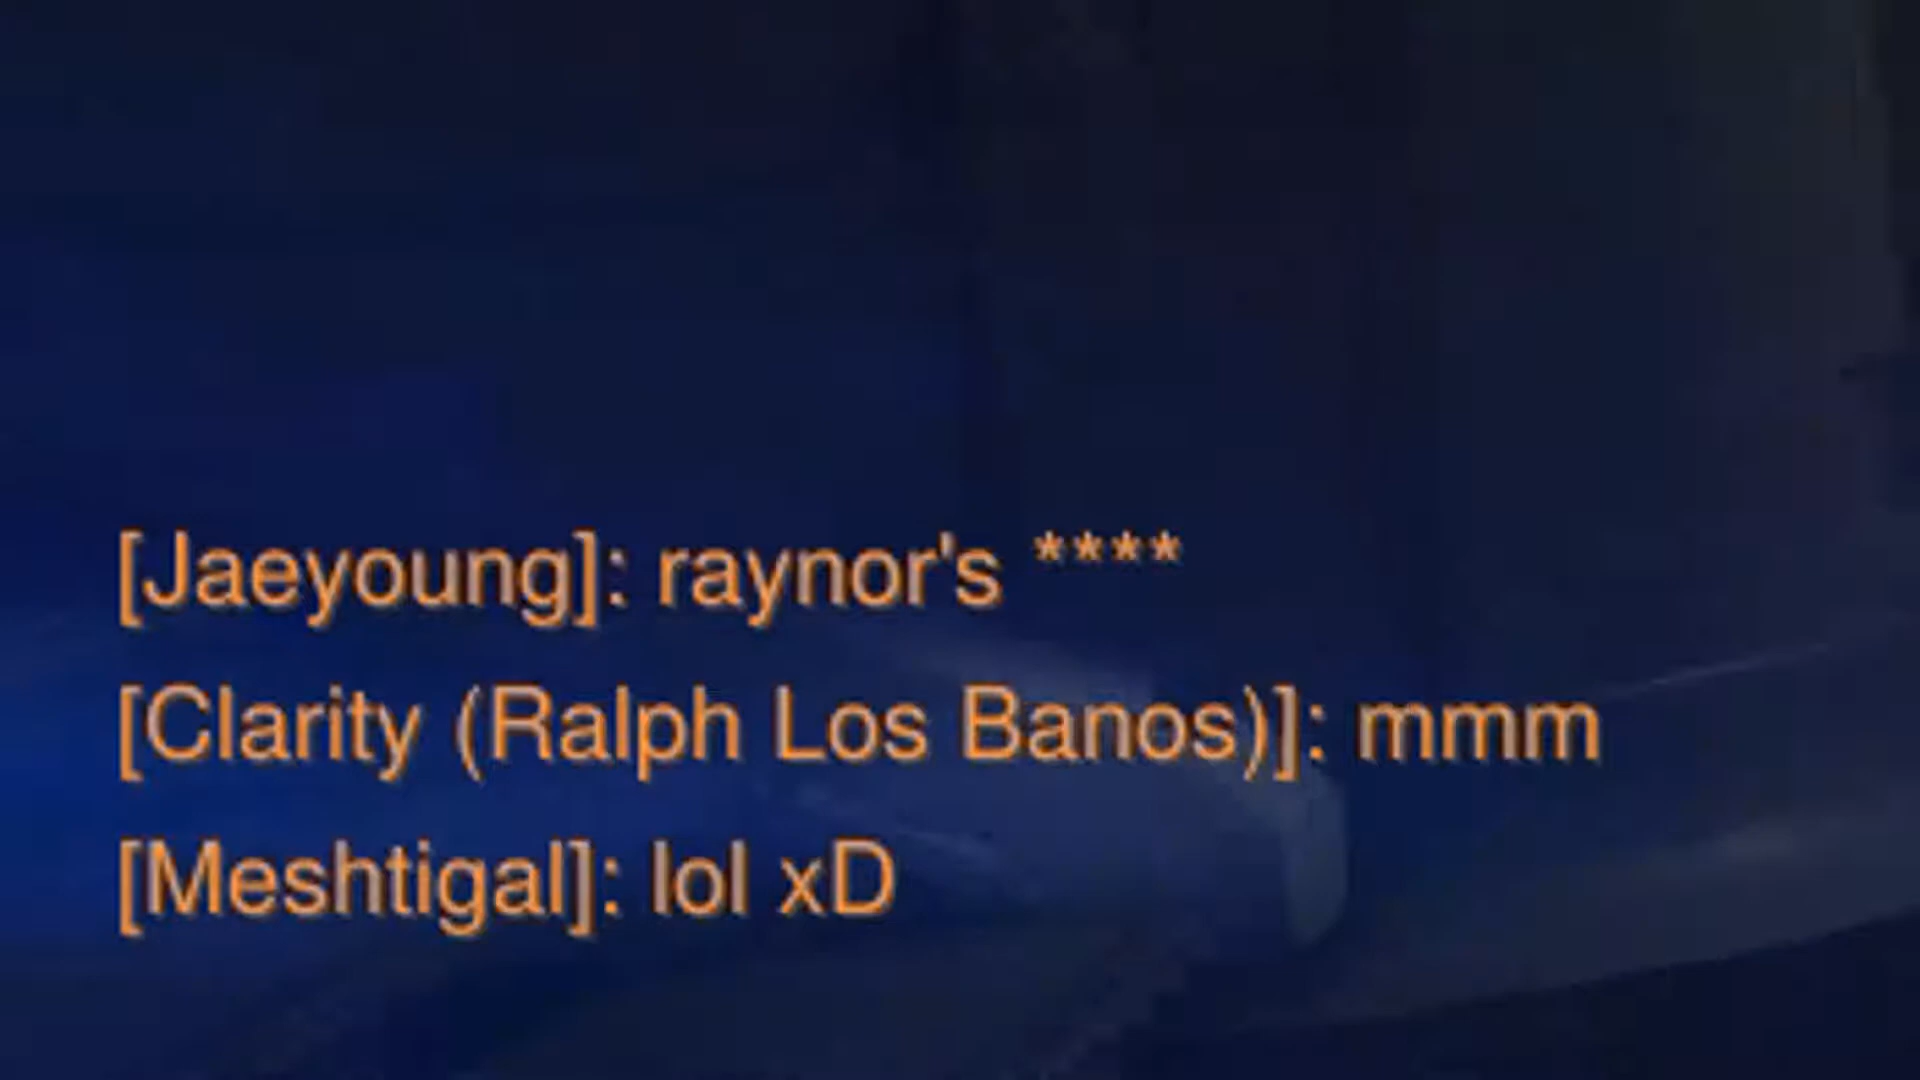 [Jaeyoung]: raynor's ****
[Clarity (Ralph Los Banos)]: mmm
[Meshtigal]: lol xD